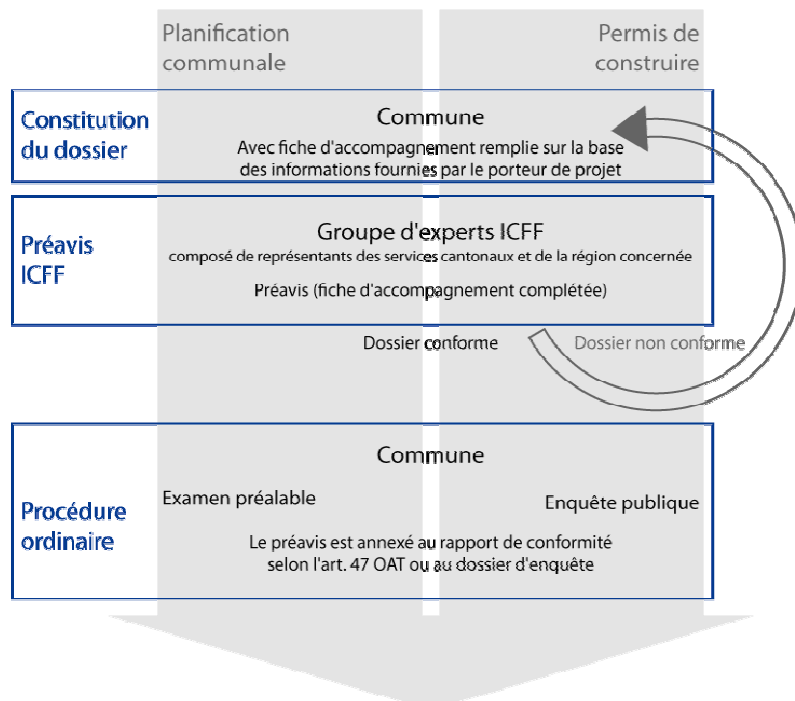 Planification
communale
Permis de
construire
Constitution
du dossier
Commune
Avec fiche d'accompagnement remplie sur la base
des informations fournies par le porteur de projet
Préavis
ICFF
Groupe d'experts ICFF
composé de représentants des services cantonaux et de la région concernée
Préavis (fiche d'accompagnement complétée)
Dossier conforme
Dossier non conforme
Procédure
ordinaire
Commune
Examen préalable
Enquête publique
Le préavis est annexé au rapport de conformité
selon l'art. 47 OAT ou au dossier d'enquête